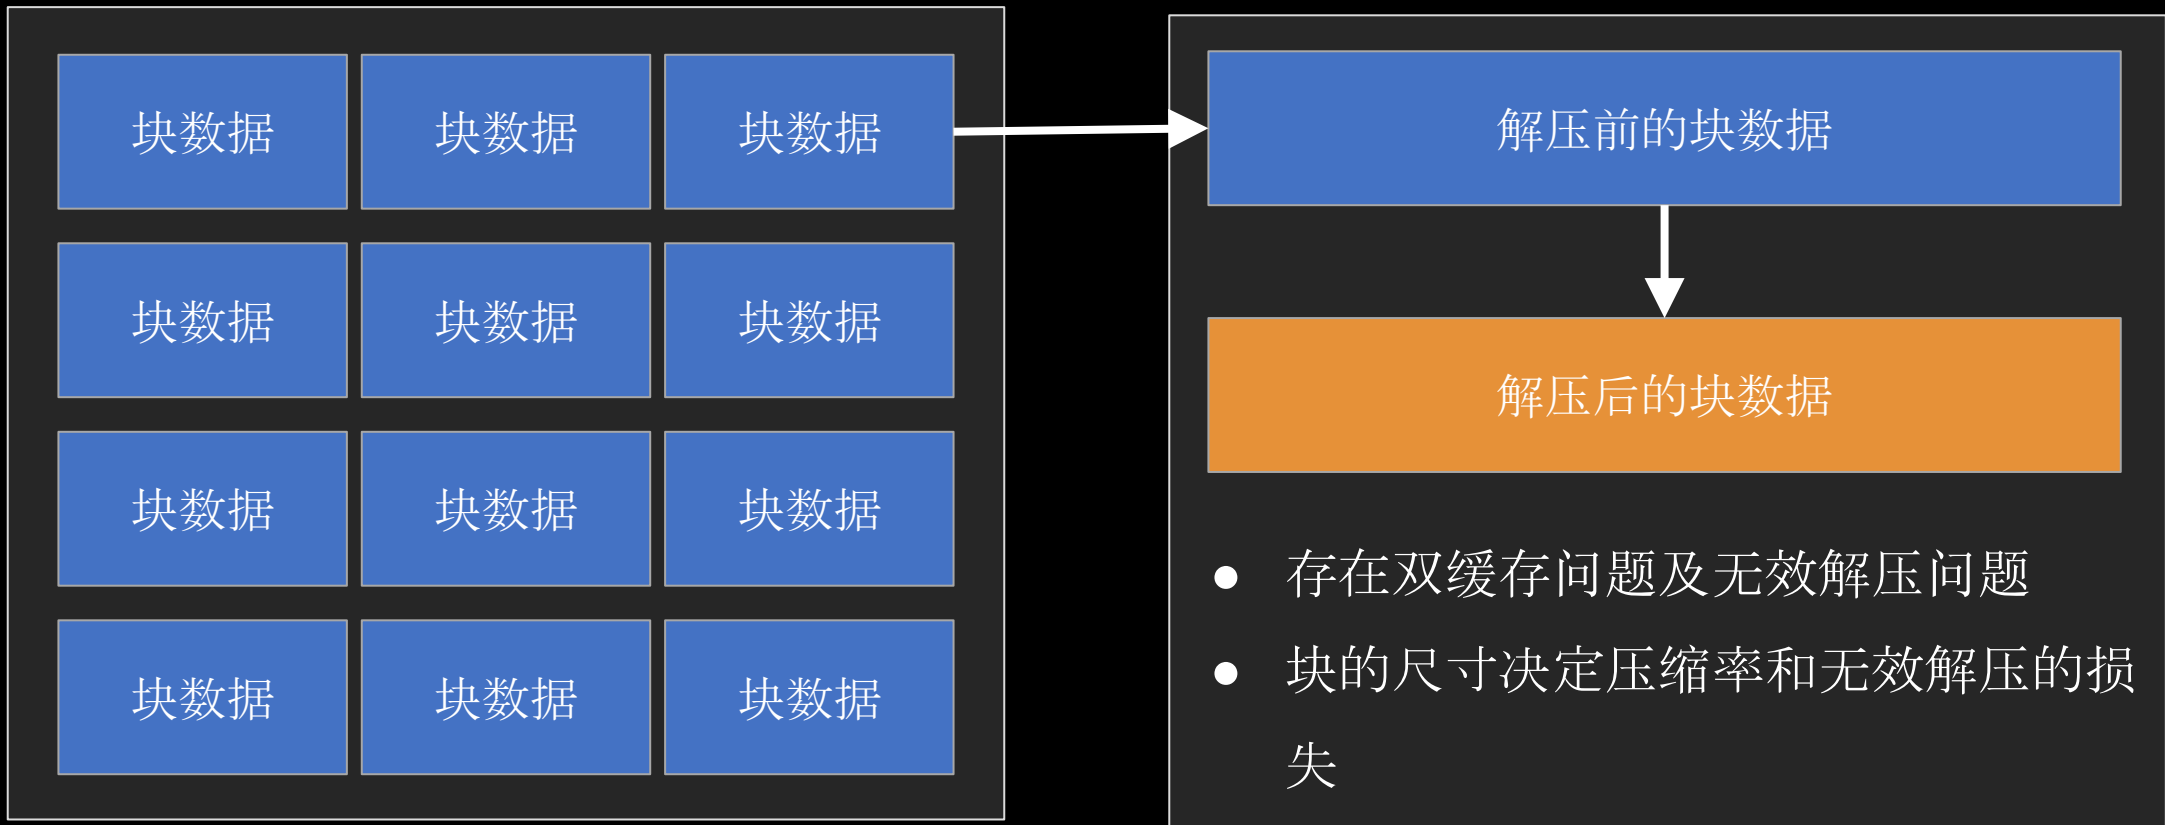 块数据 块数据 块数据
块数据 块数据 块数据
块数据 块数据 块数据
块数据 块数据 块数据
解压前的块数据
解压后的块数据
● 存在双缓存问题及无效解压问题
● 块的尺寸决定压缩率和无效解压的损
失